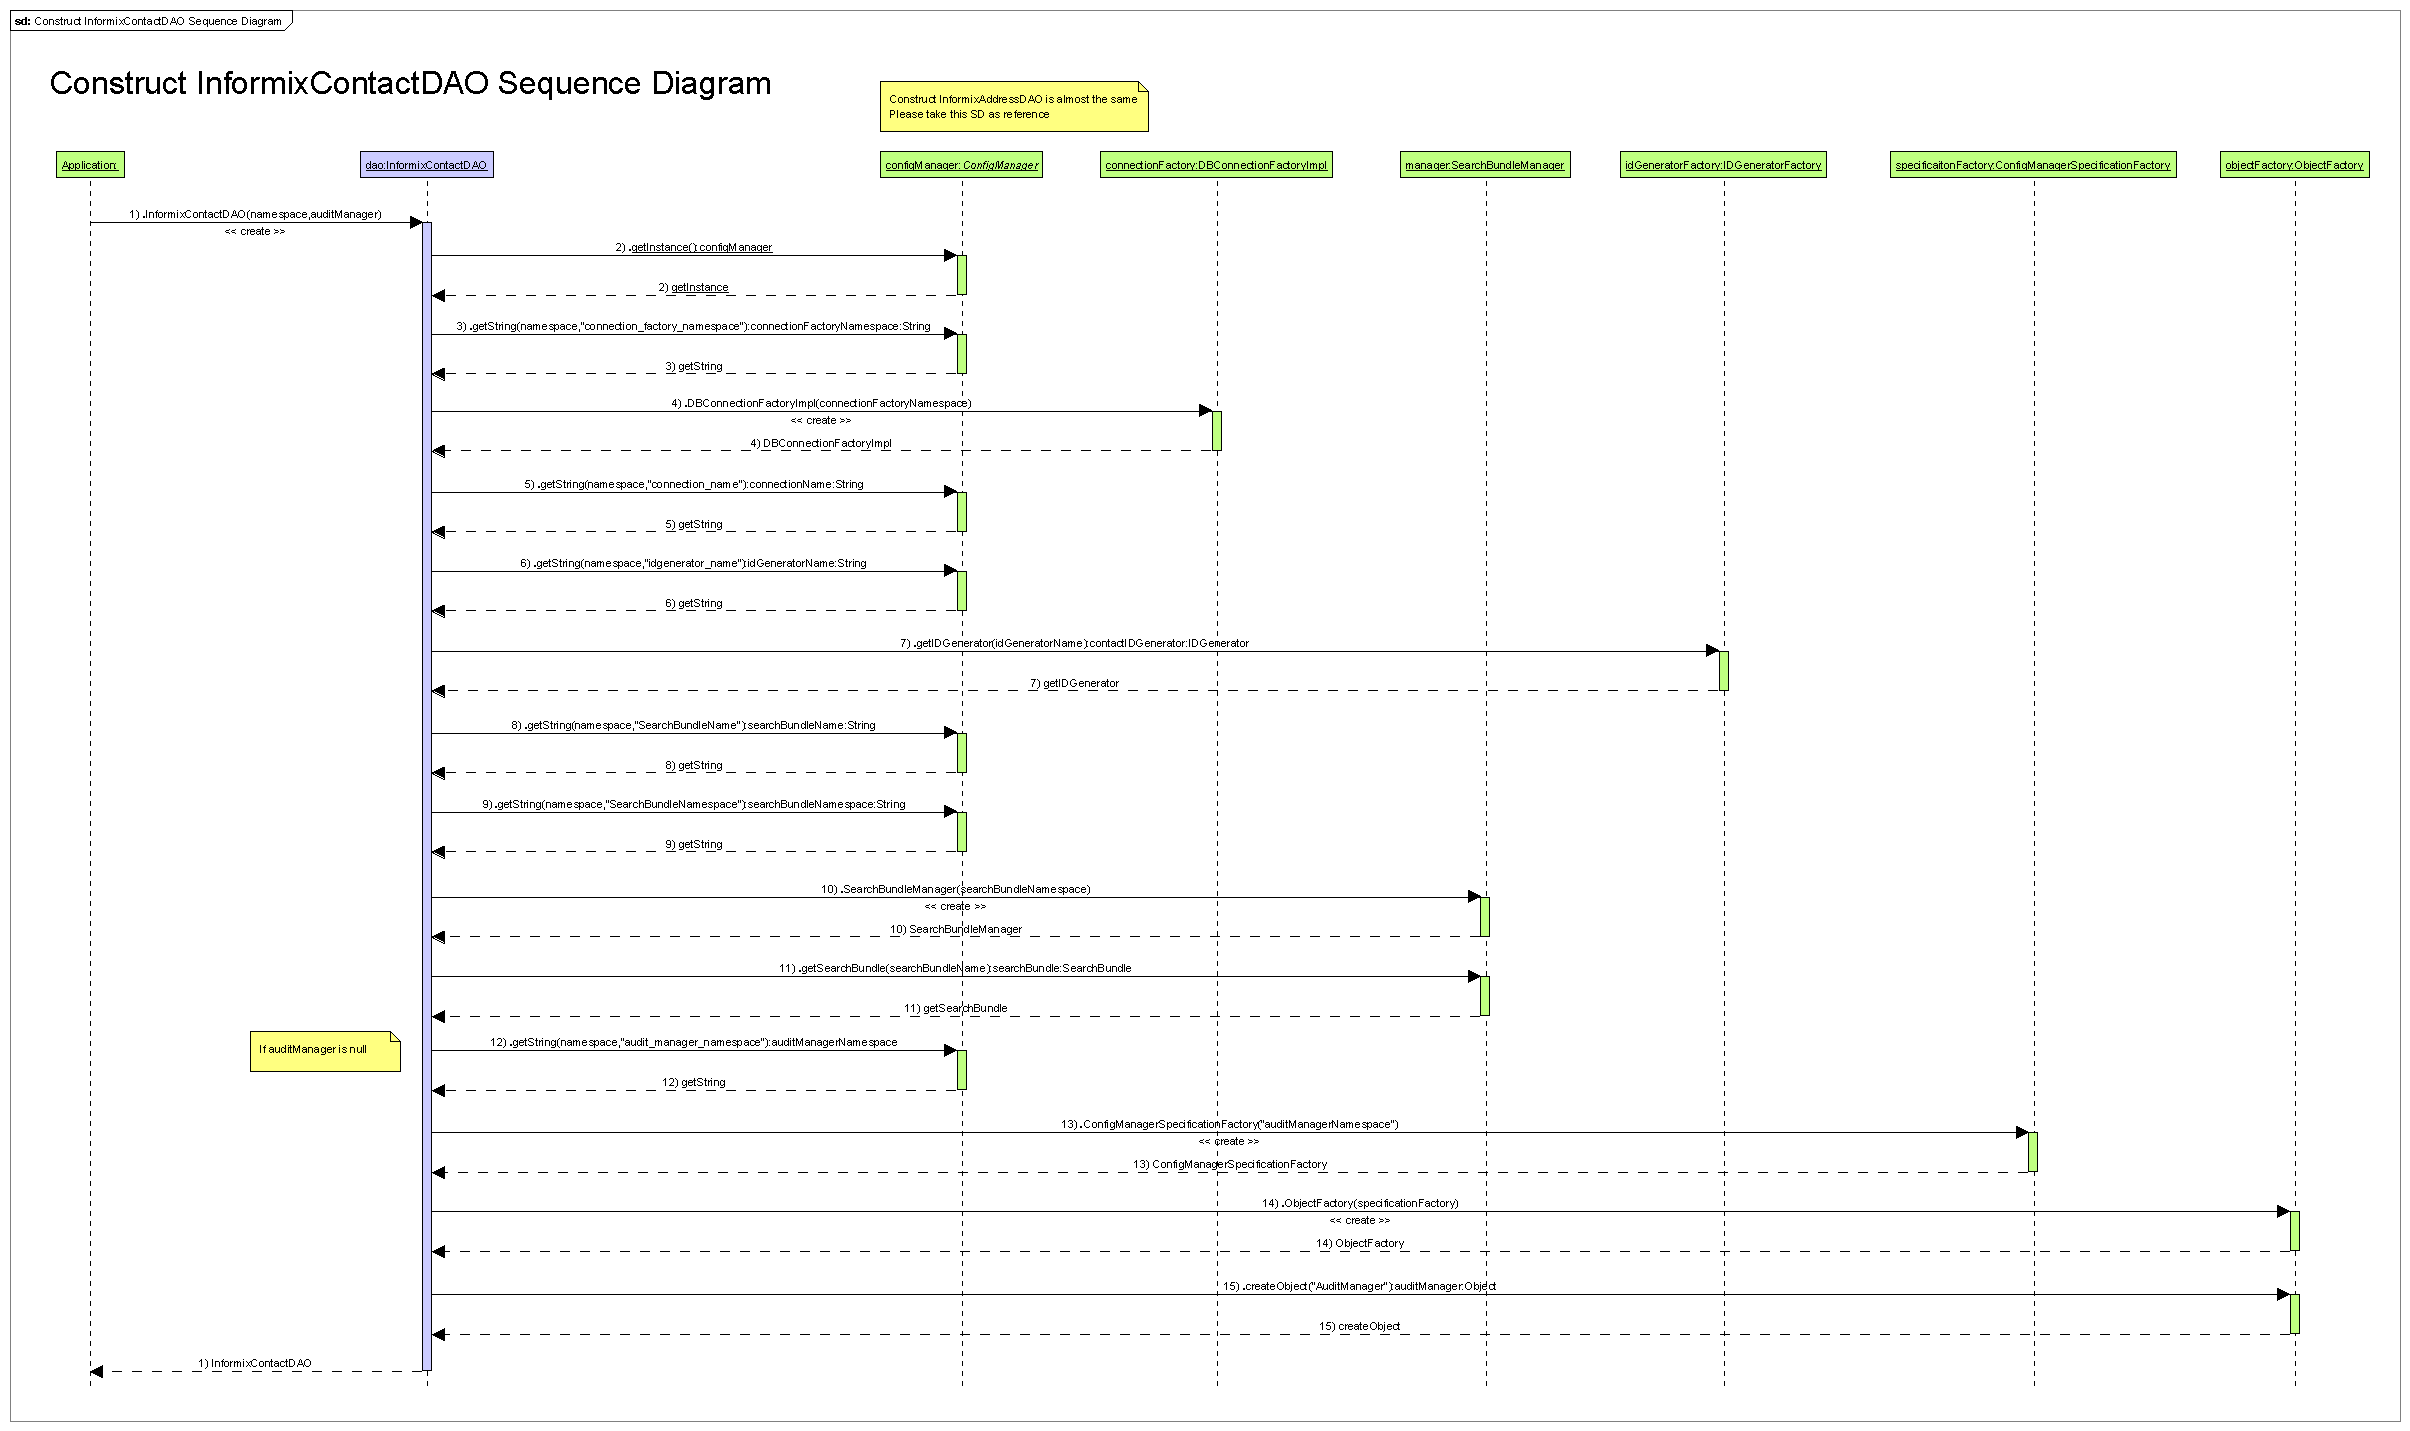 sd: Construct InformixContactDAO Sequence Diagram
Construct InformixContactDAO Sequence Diagram
Construct InformixAddressDAO is almost the same
Please take this SD as reference
Application:
dao:InformixContactDAO
configManager:ConfigManager
connectionFactory:DBConnectionFactoryImpl
manager:SearchBundleManager
idGeneratorFactory:IDGeneratorFactory
specificaitonFactory:ConfigManagerSpecificationFactory
objectFactory:ObjectFactory
1) .InformixContactDAO(namespace,auditManager)
<< create >>
2) .getInstance():configManager
2) getInstance
3) .getString(namespace,"connection_factory_namespace"):connectionFactoryNamespace:String
3) getString
4) .DBConnectionFactoryImpl(connectionFactoryNamespace)
<< create >>
4) DBConnectionFactoryImpl
5) .getString(namespace,"connection_name"):connectionName:String
5) getString
6) .getString(namespace,"idgenerator_name"):idGeneratorName:String
6) getString
7) .getIDGenerator(idGeneratorName):contactIDGenerator:IDGenerator
7) getIDGenerator
8) .getString(namespace,"SearchBundleName"):searchBundleName:String
8) getString
9) .getString(namespace,"SearchBundleNamespace"):searchBundleNamespace:String
9) getString
10) .SearchBundleManager(searchBundleNamespace)
<< create >>
10) SearchBundleManager
11) .getSearchBundle(searchBundleName):searchBundle:SearchBundle
11) getSearchBundle
If auditManager is null
12) .getString(namespace,"audit_manager_namespace"):auditManagerNamespace
12) getString
13) .ConfigManagerSpecificationFactory("auditManagerNamespace")
<< create >>
13) ConfigManagerSpecificationFactory
14) .ObjectFactory(specificationFactory)
<< create >>
14) ObjectFactory
15) .createObject("AuditManager"):auditManager:Object
15) createObject
1) InformixContactDAO